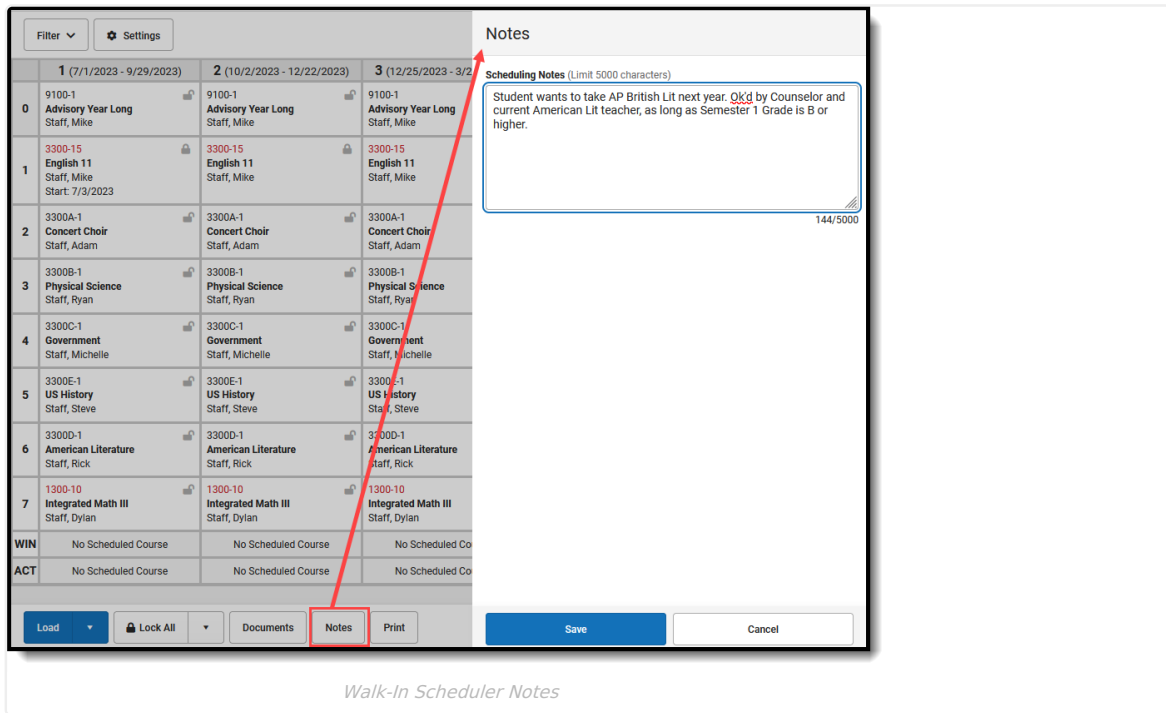 Filter
Settings
Notes
1 (7/1/2023 - 9/29/2023)
2 (10/2/2023 - 12/22/2023)
3 (12/25/2023 - 3/2
Scheduling Notes (Limit 5000 characters)
Student wants to take AP British Lit next year. Ok'd by Counselor and
current American Lit teacher, as long as Semester 1 Grade is B or
higher.
144/5000
0
9100-1
Advisory Year Long
Staff, Mike
9100-1
Advisory Year Long
Staff, Mike
9100-1
Advisory Year Long
Staff, Mike
1
3300-15
English 11
Staff, Mike
Start: 7/3/2023
3300-15
English 11
Staff, Mike
3300-15
English 11
Staff, Mike
2
3300A-1
Concert Choir
Staff, Adam
3300A-1
Concert Choir
Staff, Adam
3300A-1
Concert Choir
Staff, Adam
3
3300B-1
Physical Science
Staff, Ryan
3300B-1
Physical Science
Staff, Ryan
3300B-1
Physical Science
Staff, Ryan
4
3300C-1
Government
Staff, Michelle
3300C-1
Government
Staff, Michelle
3300C-1
Government
Staff, Michelle
5
3300E-1
US History
Staff, Steve
3300E-1
US History
Staff, Steve
3300E-1
US History
Staff, Steve
6
3300D-1
American Literature
Staff, Rick
3300D-1
American Literature
Staff, Rick
3300D-1
American Literature
Staff, Rick
7
1300-10
Integrated Math III
Staff, Dylan
1300-10
Integrated Math III
Staff, Dylan
1300-10
Integrated Math III
Staff, Dylan
WIN
No Scheduled Course
No Scheduled Course
No Scheduled Co
ACT
No Scheduled Course
No Scheduled Course
No Scheduled Co
Load
Lock All
Documents
Notes
Print
Save
Cancel
Walk-In Scheduler Notes